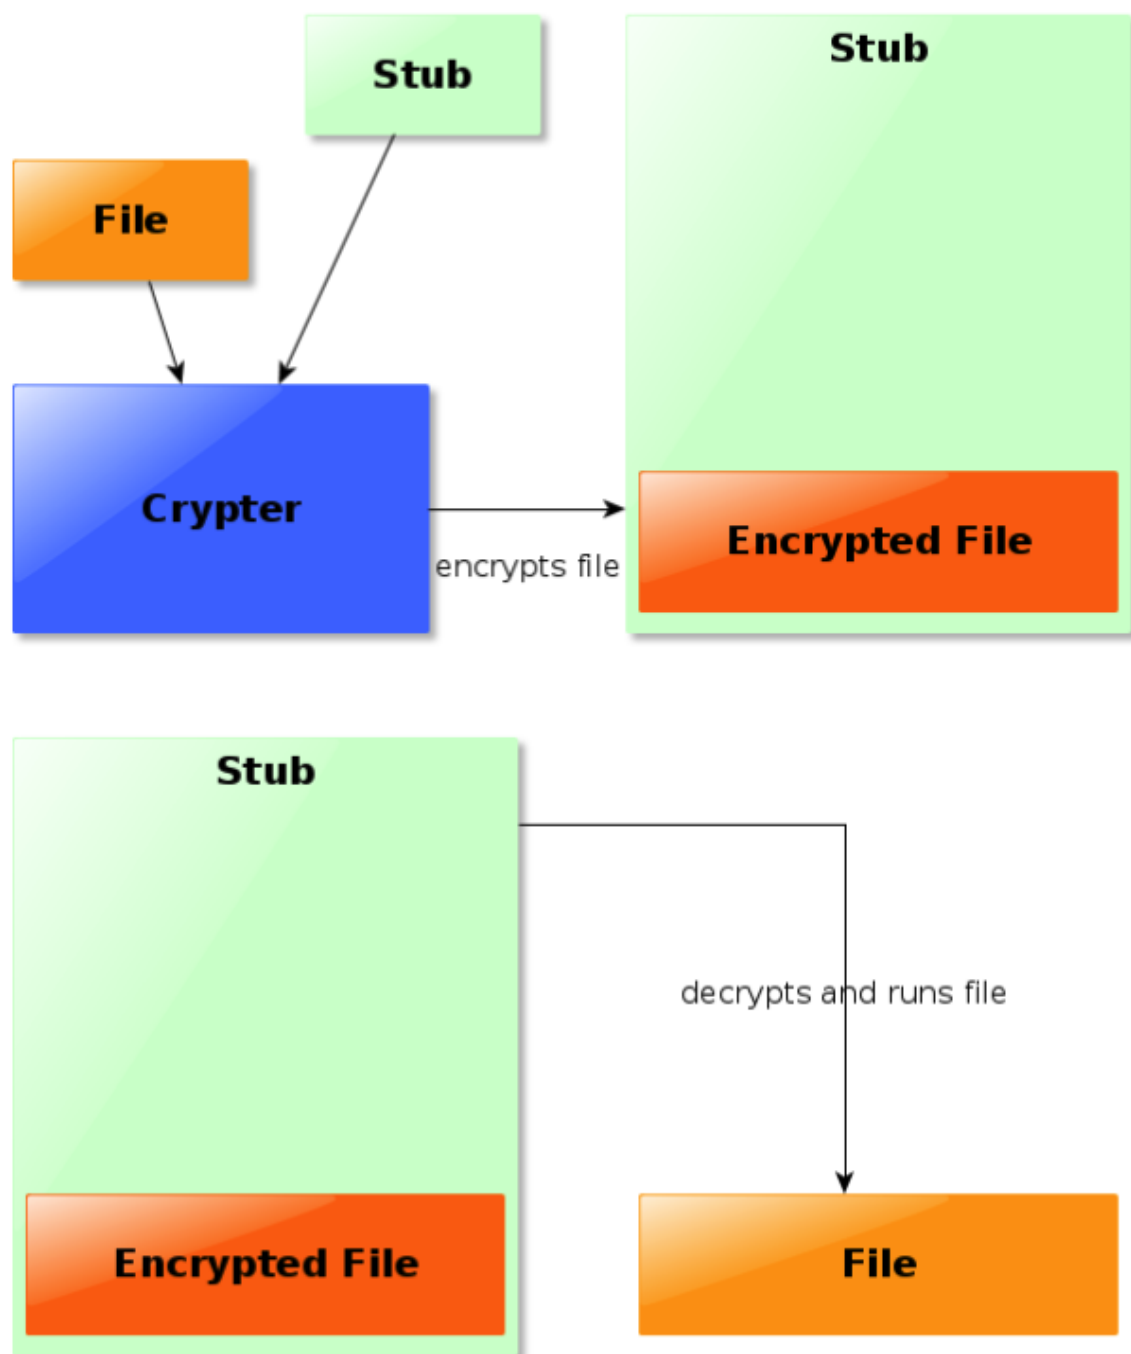 Stub
Stub
File
Crypter
Encrypted File
encrypts file
Stub
decrypts and runs file
Encrypted File
File